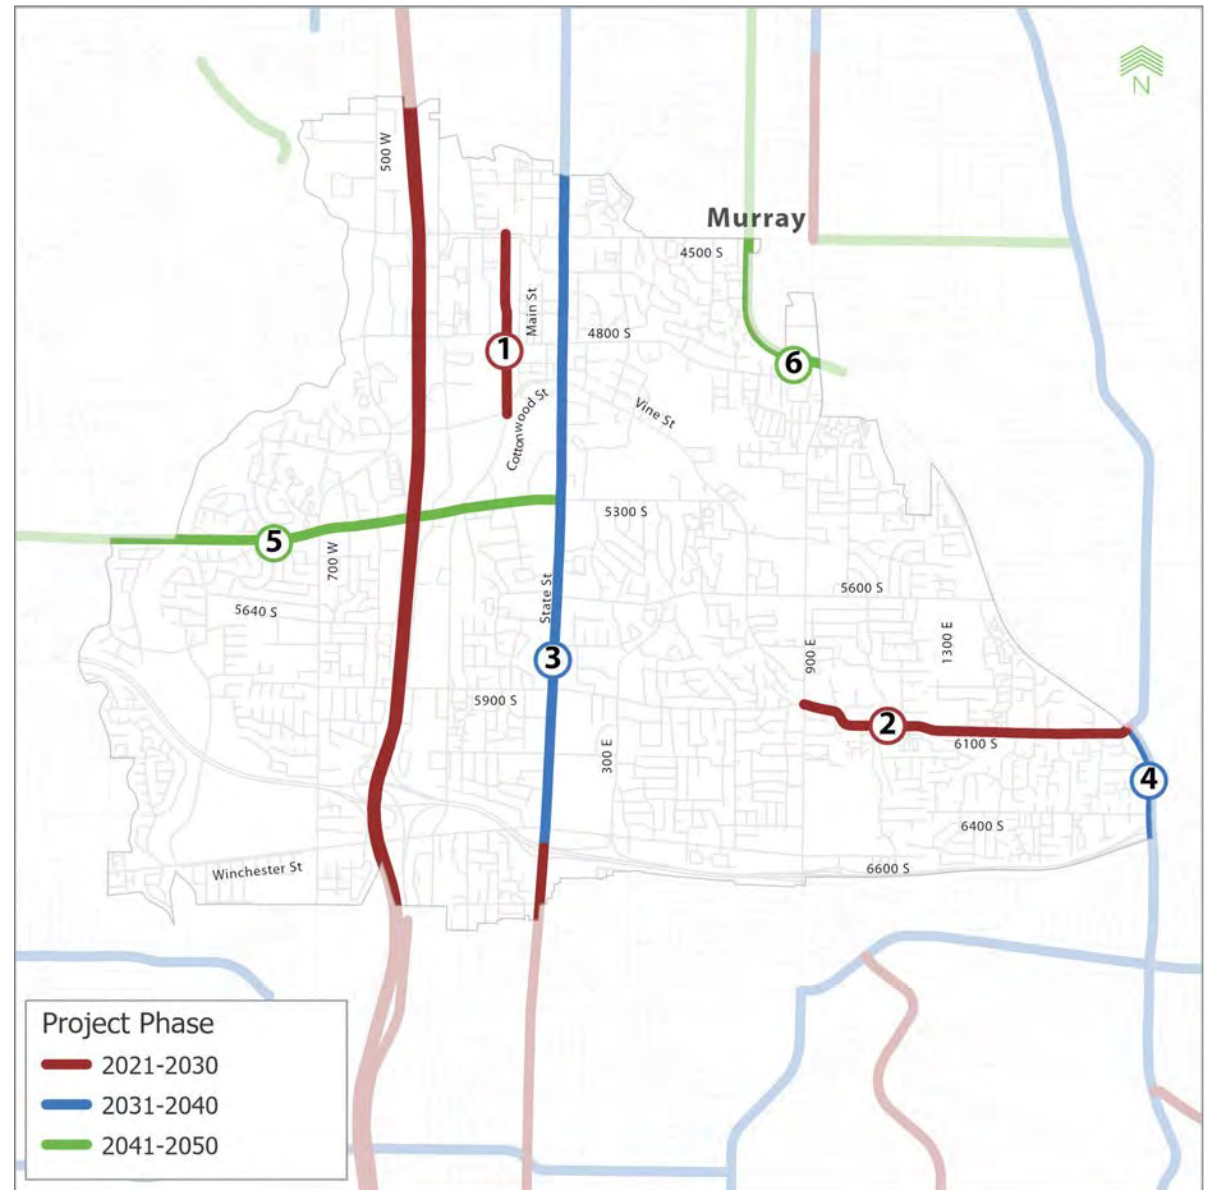 N
500 W
Murray
4500 S
Main St
4800 S
1
6
Cottonwood St
Vine St
5300 S
5
700 W
5600 S
State St
5640 S
900 E
1300 E
3
5900 S
2
6100 S
300 E
4
6400 S
Winchester St
6600 S
Project Phase
2021-2030
2031-2040
2041-2050